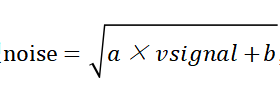 noise = √a × vsignal + b